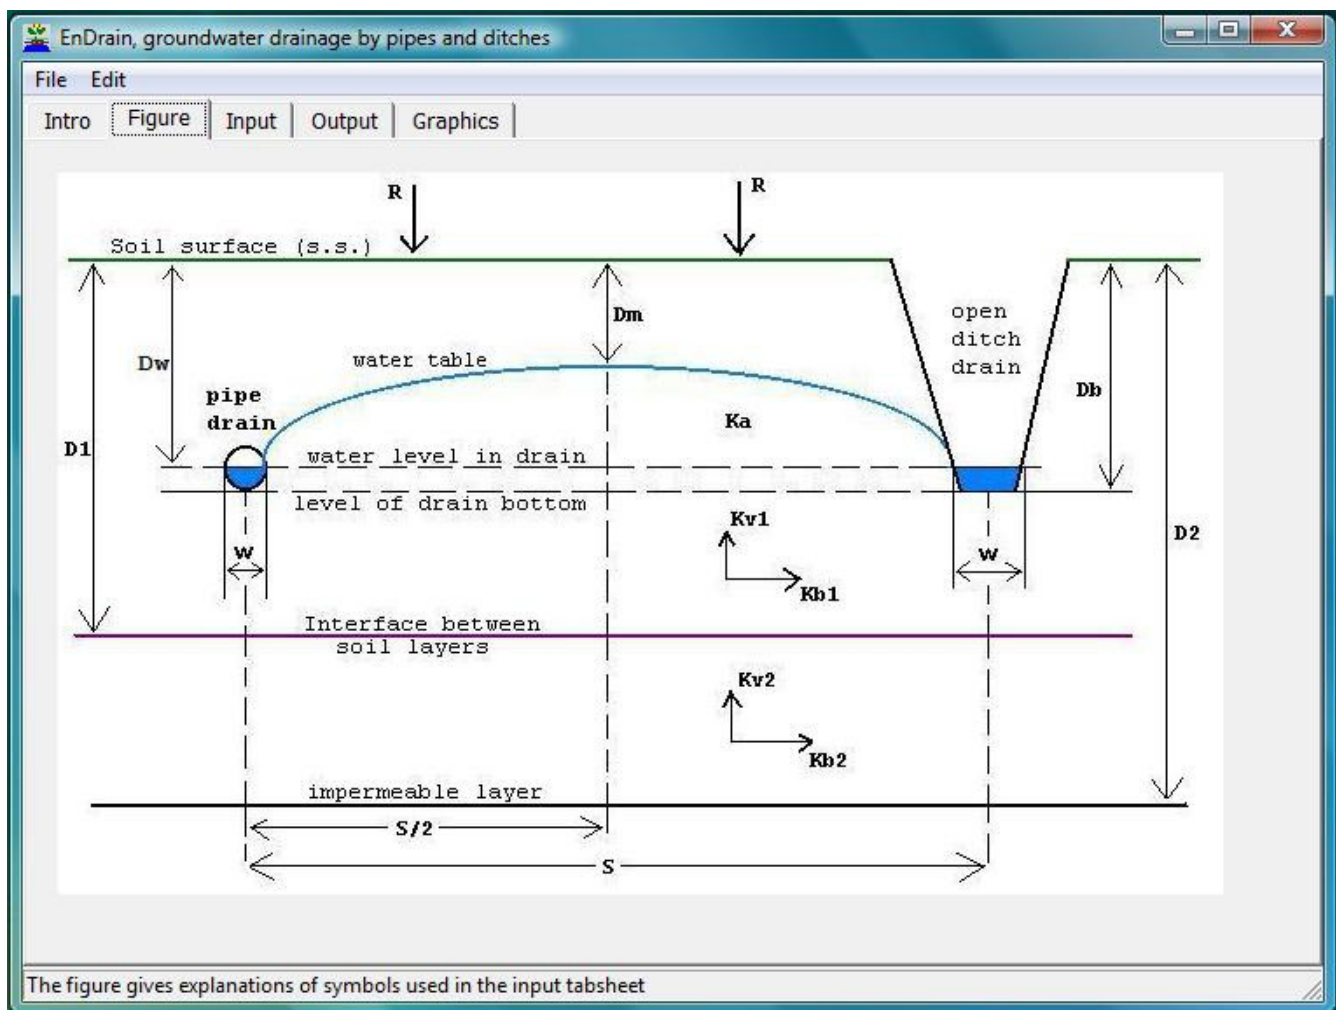 EnDrain, groundwater drainage by pipes and ditches
File Edit
Intro Figure Input Output Graphics
R
R
Soil surface (s.s.)
Dm
open
ditch
drain
Dw
water table
Db
pipe
drain
Ka
D1
water level in drain
level of drain bottom
Kv1
D2
W
W
Kb1
Interface between
soil layers
Kv2
Kb2
impermeable layer
S/2
S
The figure gives explanations of symbols used in the input tabsheet